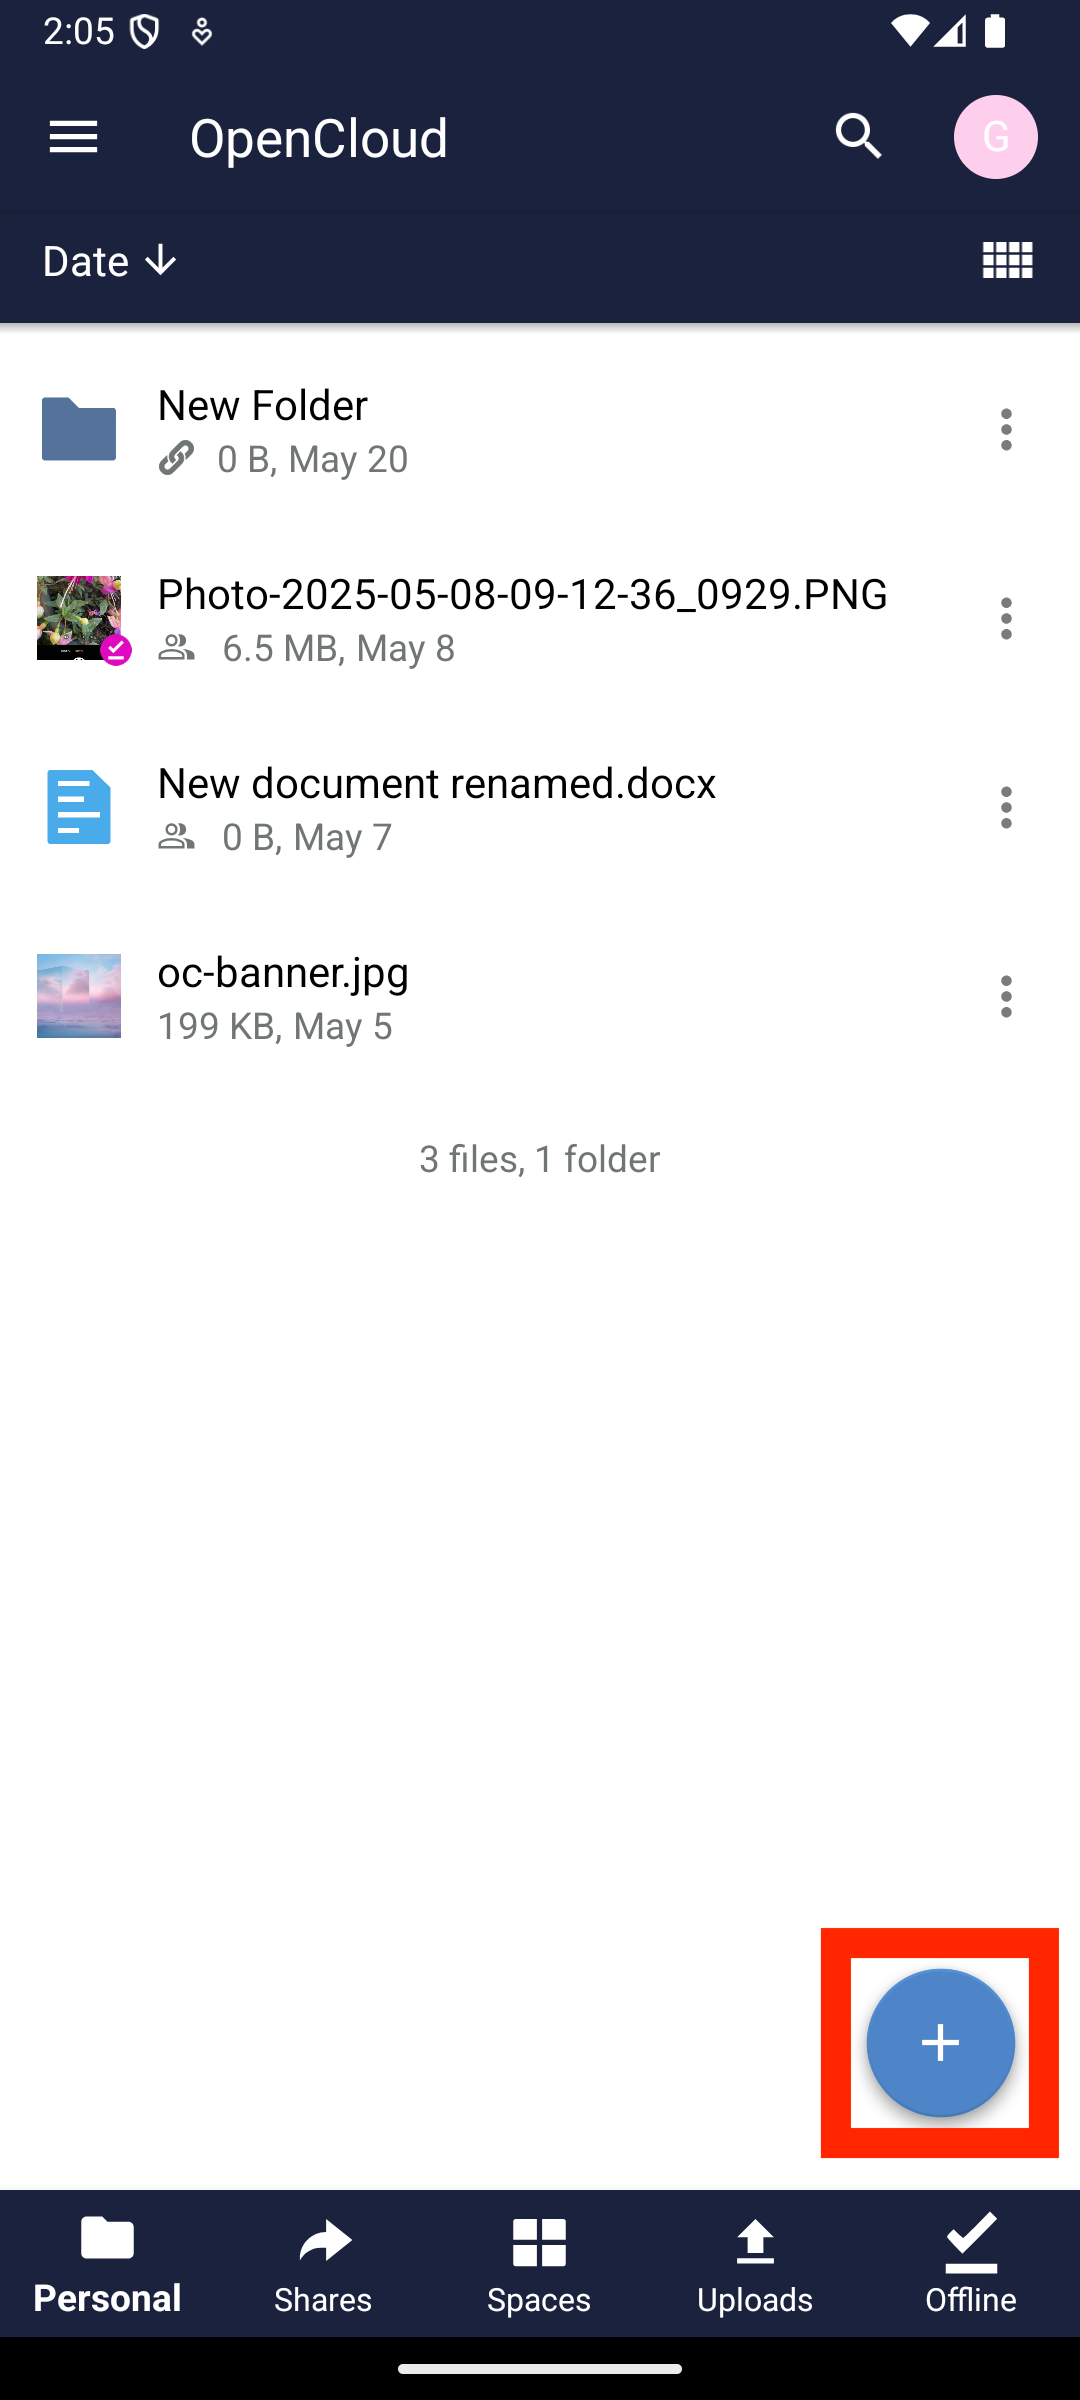 2:05
OpenCloud
G
Date
New Folder
0 B, May 20
Photo-2025-05-08-09-12-36_0929.PNG
6.5 MB, May 8
New document renamed.docx
0 B, May 7
oc-banner.jpg
199 KB, May 5
3 files, 1 folder
Personal
Shares
Spaces
Uploads
Offline